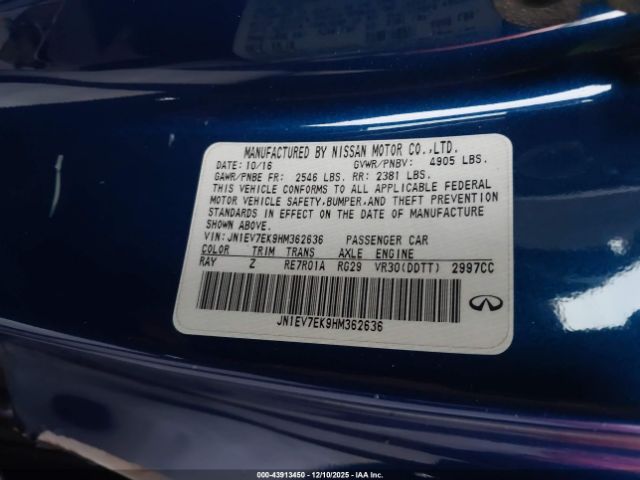 MANUFACTURED BY NISSAN MOTOR CO.,LTD.
DATE: 10/16 GVWR/PNBV: 4905 LBS.
GAWR/PNBE FR: 2546 LBS. RR: 2381 LBS.
THIS VEHICLE CONFORMS TO ALL APPLICABLE FEDERAL
MOTOR VEHICLE SAFETY,BUMPER,AND THEFT PREVENTION
STANDARDS IN EFFECT ON THE DATE OF MANUFACTURE
SHOWN ABOVE.
VIN: JN1EV7EK9HM362636 PASSENGER CAR
COLOR TRIM TRANS AXLE ENGINE
RAY Z RE7R01A RG29 VR30(DDTT) 2997CC
JN1EV7EK9HM362636
000-43913450 - 12/10/2025 - IAA Inc.